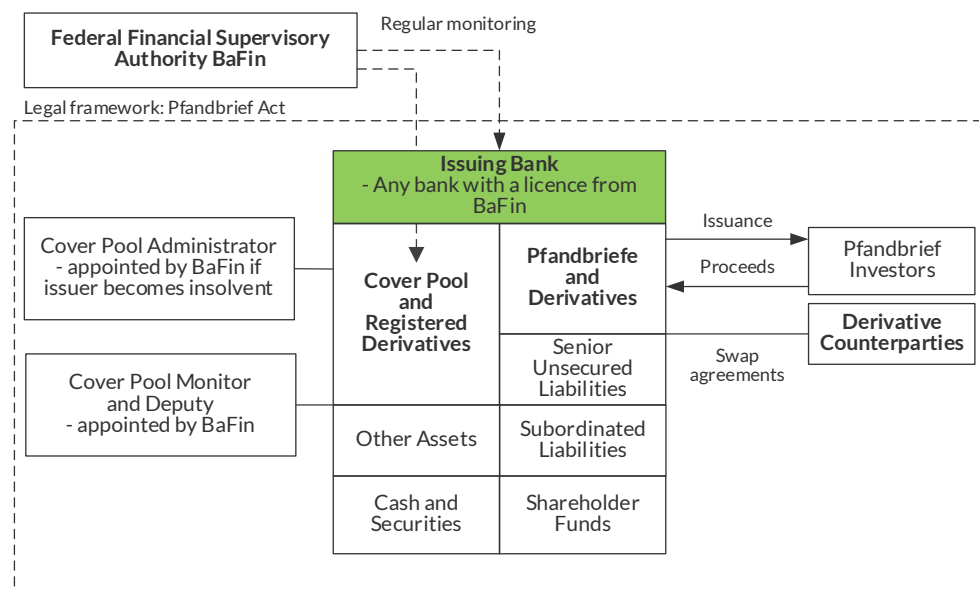 Regular monitoring
Federal Financial Supervisory
Authority BaFin
Legal framework: Pfandbrief Act
Issuing Bank
- Any bank with a licence from
BaFin
Cover Pool Administrator
- appointed by BaFin if
issuer becomes insolvent
Cover Pool
and
Registered
Derivatives
Pfandbriefe
and
Derivatives
Issuance
Proceeds
Pfandbrief
Investors
Derivative
Counterparties
Swap
agreements
Senior
Unsecured
Liabilities
Cover Pool Monitor
and Deputy
- appointed by BaFin
Other Assets
Subordinated
Liabilities
Cash and
Securities
Shareholder
Funds